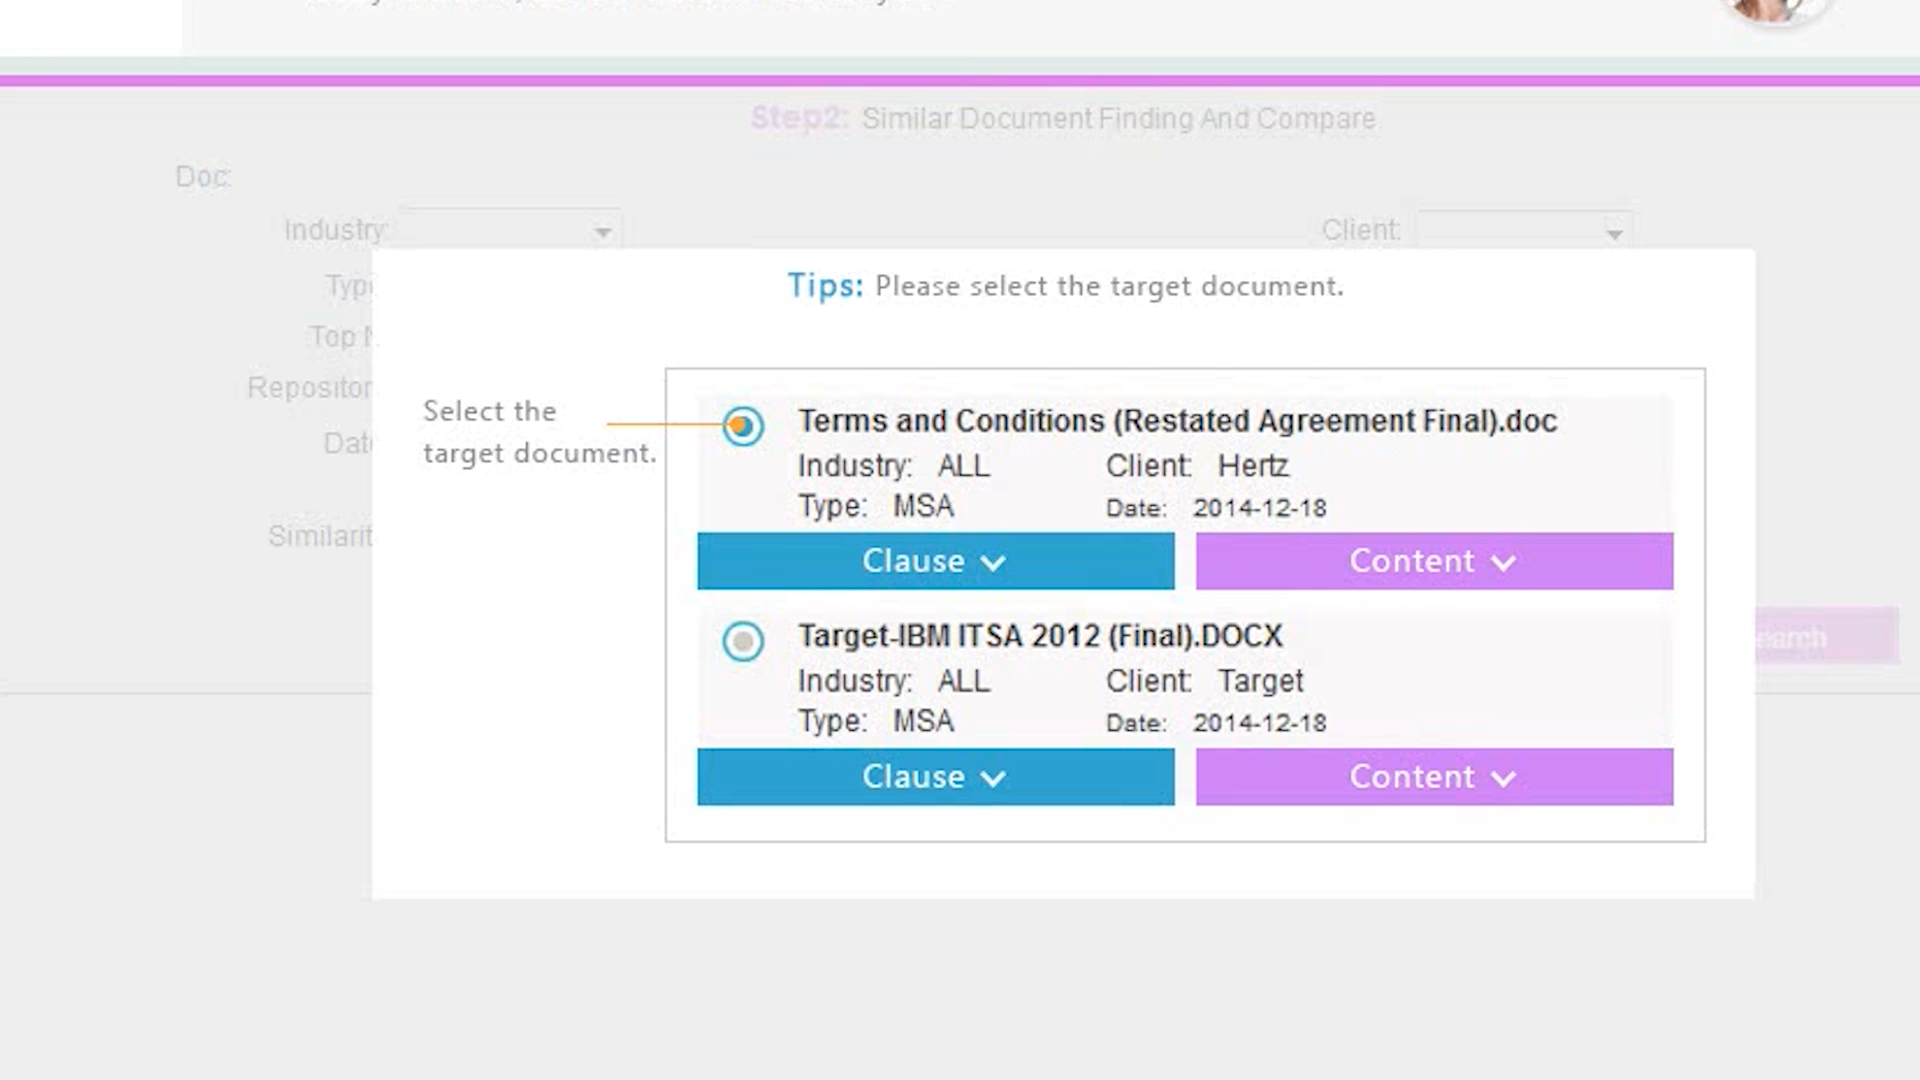 Step2: Similar Document Finding And Compare
Doc:
Industry:
Client:
Tips: Please select the target document.
Select the
target document.
Terms and Conditions (Restated Agreement Final).doc
Industry: ALL Client: Hertz
Type: MSA Date: 2014-12-18
Clause Content
Target-IBM ITSA 2012 (Final).DOCX
Industry: ALL Client: Target
Type: MSA Date: 2014-12-18
Clause Content